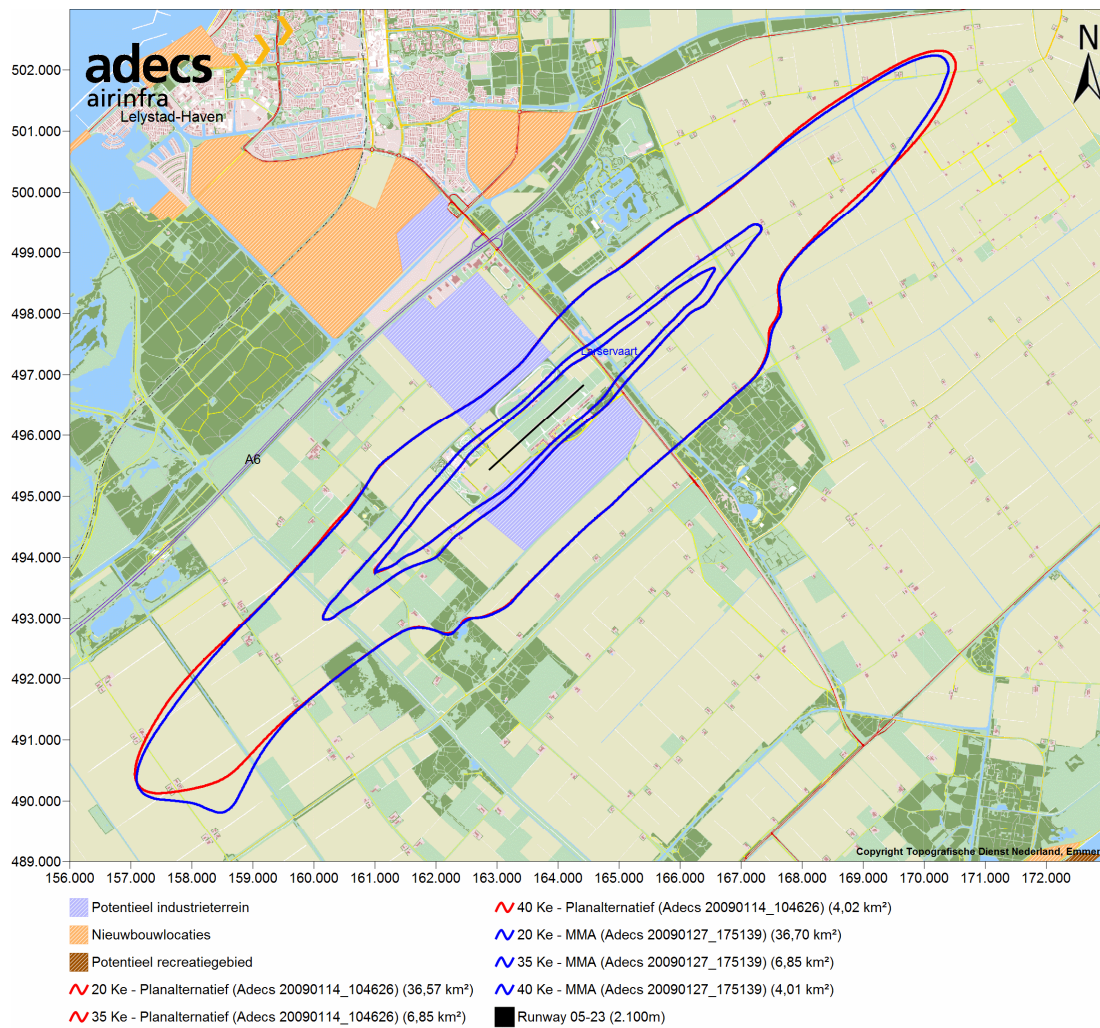 adecs
airinfra
Lelystad-Haven
N
502.000
501.000
500.000
499.000
498.000
497.000
496.000
495.000
494.000
493.000
492.000
491.000
490.000
489.000
Larservaart
A6
Copyright Topografische Dienst Nederland, Emmer
156.000 157.000 158.000 159.000 160.000 161.000 162.000 163.000 164.000 165.000 166.000 167.000 168.000 169.000 170.000 171.000 172.000
Potentieel industrieterrein
Nieuwbouwlocaties
Potentieel recreatiegebied
20 Ke - Planalternatief (Adecs 20090114_104626) (36,57 km²)
35 Ke - Planalternatief (Adecs 20090114_104626) (6,85 km²)
40 Ke - Planalternatief (Adecs 20090114_104626) (4,02 km²)
20 Ke - MMA (Adecs 20090127_175139) (36,70 km²)
35 Ke - MMA (Adecs 20090127_175139) (6,85 km²)
40 Ke - MMA (Adecs 20090127_175139) (4,01 km²)
Runway 05-23 (2.100m)